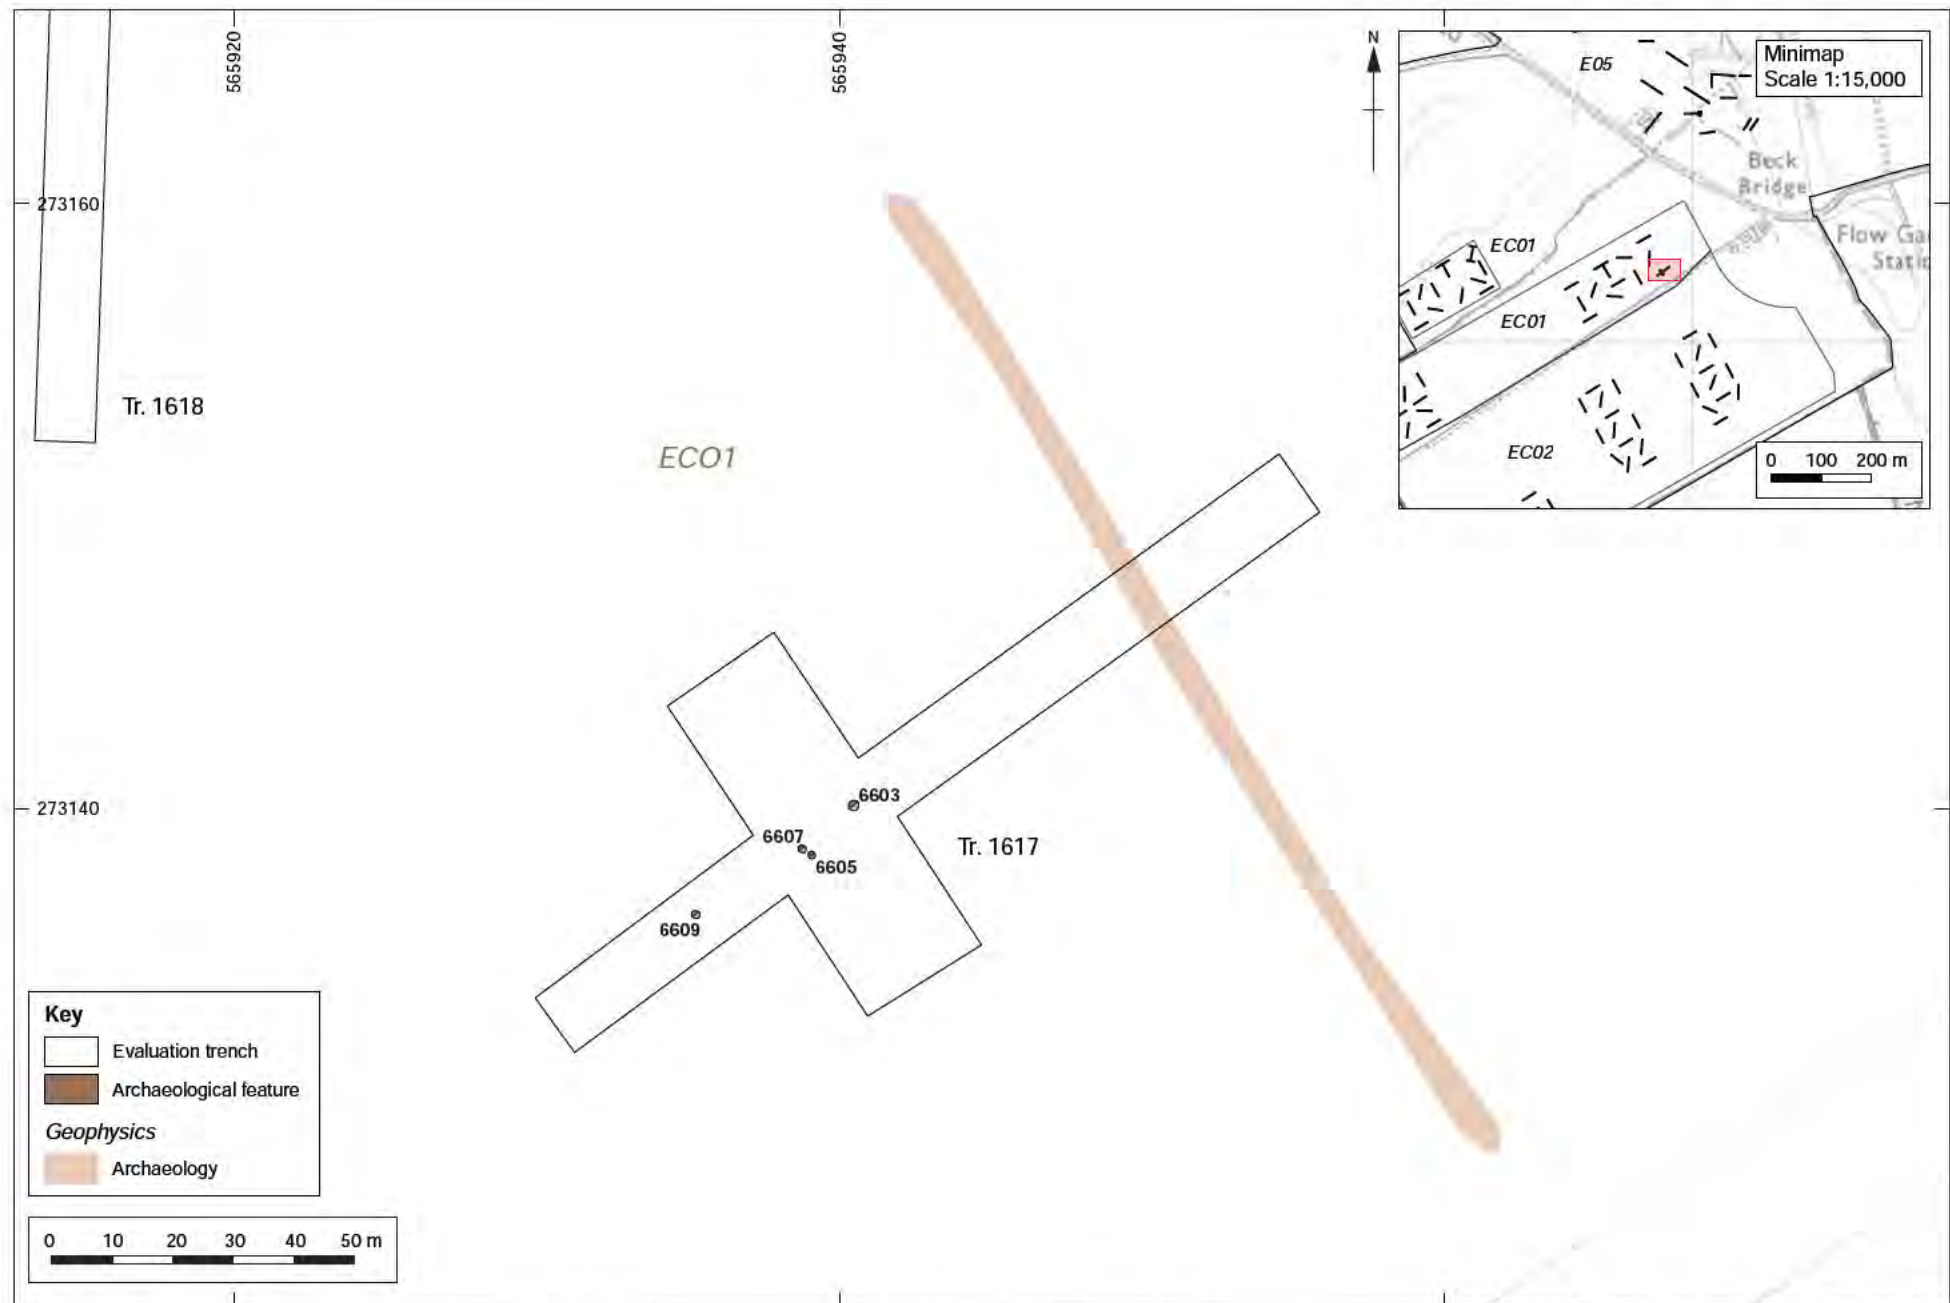 565920
565940
N
Minimap
Scale 1:15,000
E05
Beck
Bridge
Flow Ga
Static
EC01
EC01
EC02
0 100 200 m
273160
Tr. 1618
ECO1
6603
273140
6607
6605
Tr. 1617
6609
Key
Evaluation trench
Archaeological feature
Geophysics
Archaeology
0 10 20 30 40 50 m